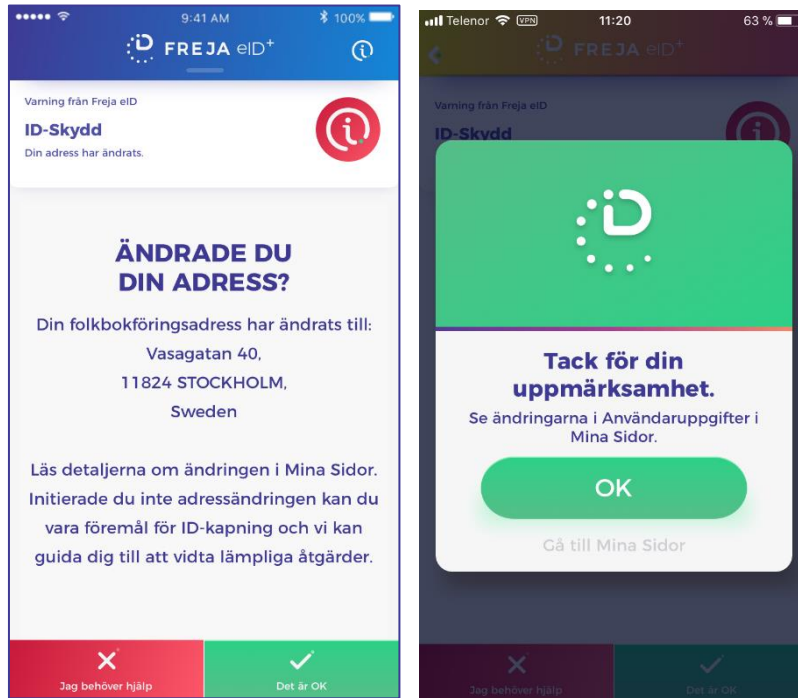 9:41 AM
100%
FREJA eID+
Varning från Freja eID
ID-Skydd
Din adress har ändrats.
ÄNDRADE DU
DIN ADRESS?
Din folkbokföringsadress har ändrats till:
Vasagatan 40,
11824 STOCKHOLM,
Sweden
Läs detaljerna om ändringen i Mina Sidor.
Initierade du inte adressändringen kan du
vara föremål för ID-kapning och vi kan
guida dig till att vidta lämpliga åtgärder.
Jag behöver hjälp
Det är OK
Telenor VPN 11:20 63 %
FREJA eID+
Varning från Freja eID
ID-Skydd
Tack för din
uppmärksamhet.
Se ändringarna i Användaruppgifter i
Mina Sidor.
OK
Gå till Mina Sidor
Jag behöver hjälp
Det är OK